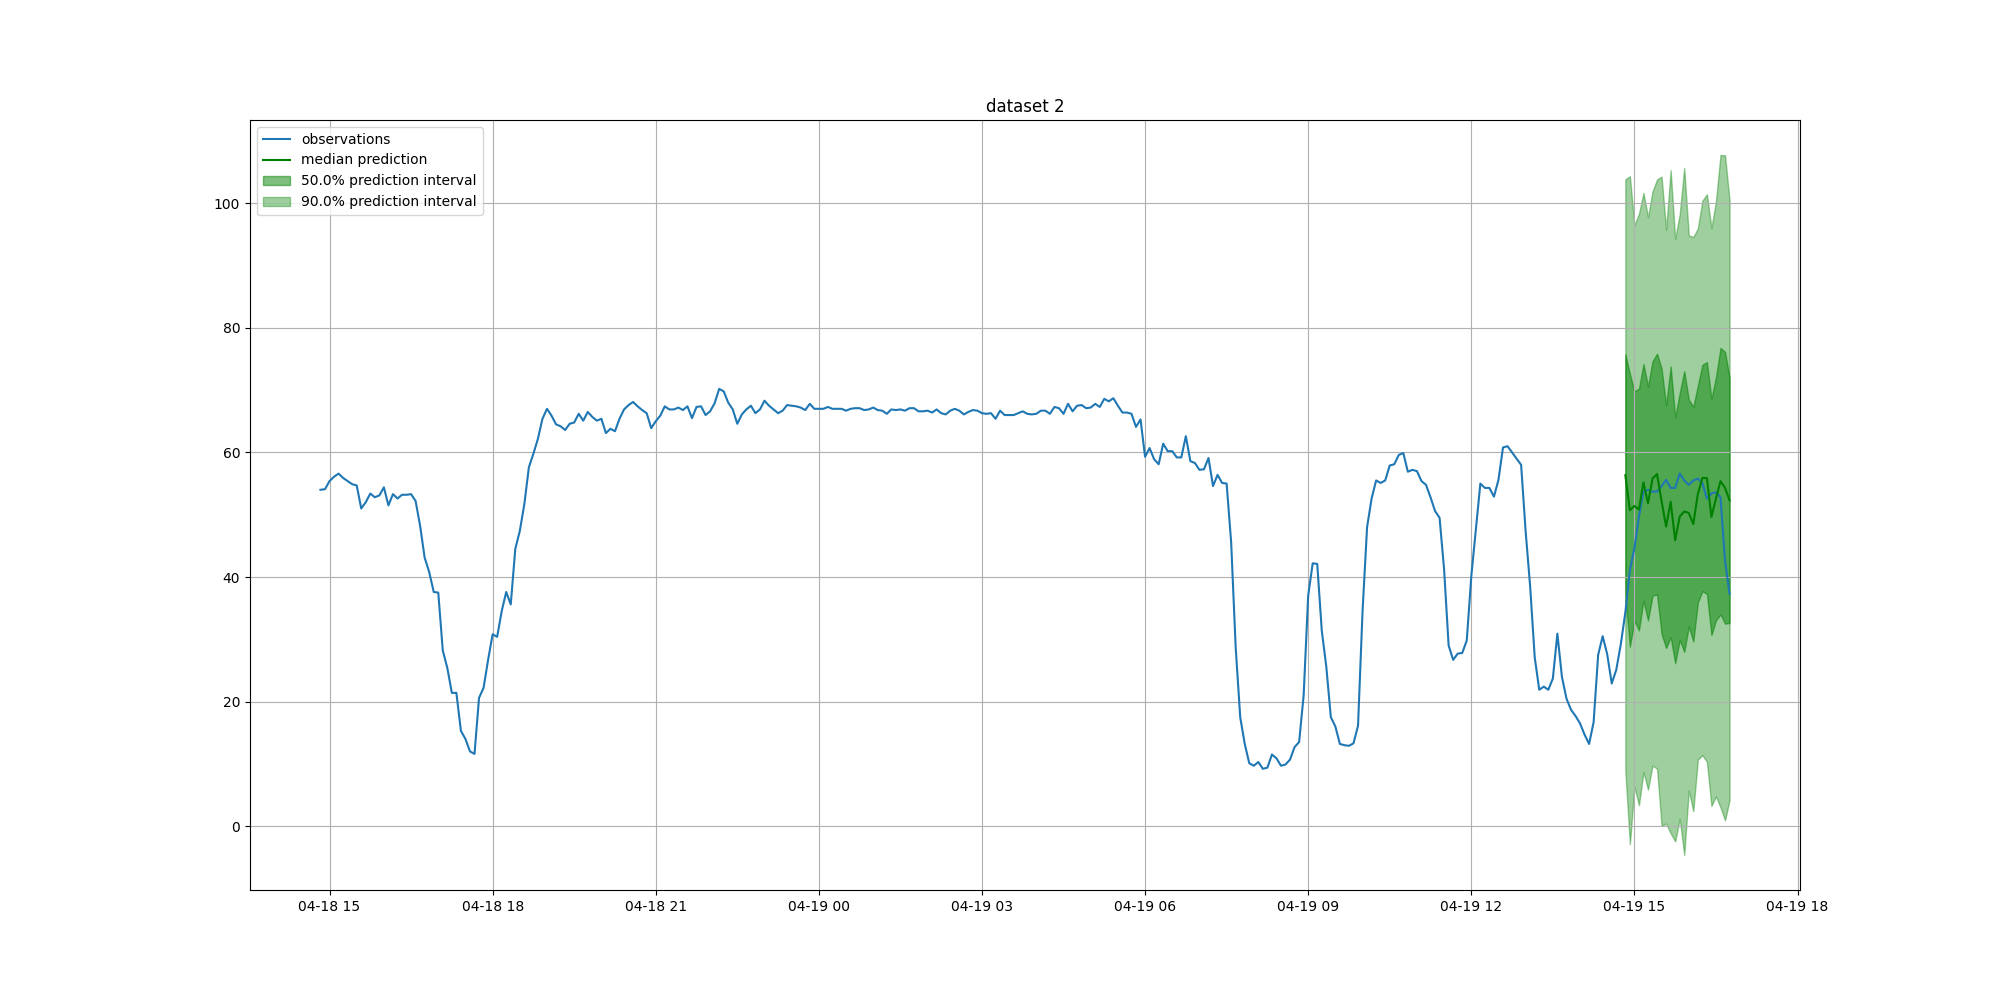 dataset 2
observations
median prediction
50.0% prediction interval
90.0% prediction interval
100
80
60
40
20
0
04-18 15 04-18 18 04-18 21 04-19 00 04-19 03 04-19 06 04-19 09 04-19 12 04-19 15 04-19 18